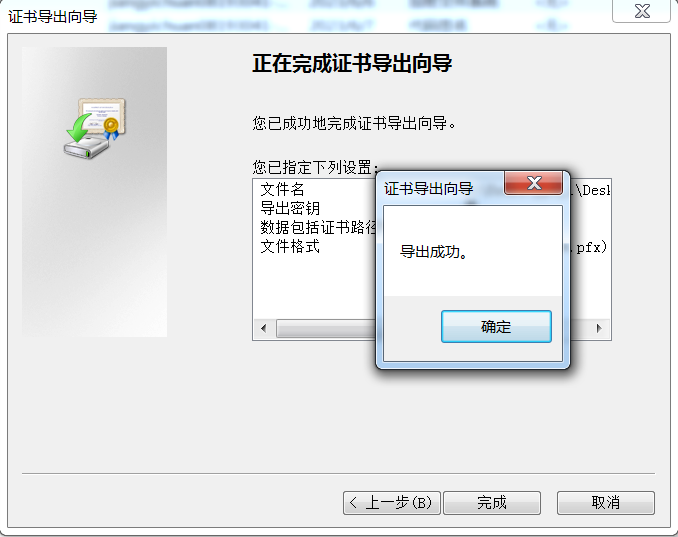 证书导出向导
正在完成证书导出向导
您已成功地完成证书导出向导。
您已指定下列设置:
文件名
l\Desk
导出密钥
数据包括证书路径
文件格式
.pfx)
证书导出向导
导出成功。
确定
< 上一步(B)
完成
取消